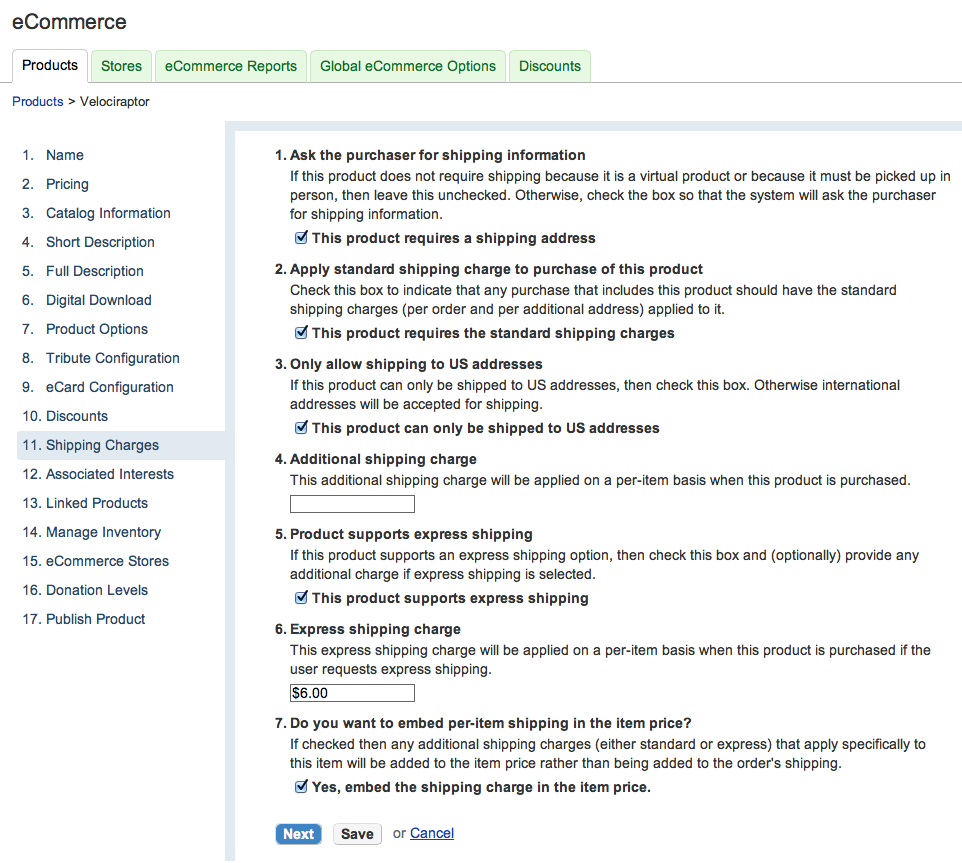 eCommerce
Products Stores eCommerce Reports Global eCommerce Options Discounts
Products > Velociraptor
1. Name
2. Pricing
3. Catalog Information
4. Short Description
5. Full Description
6. Digital Download
7. Product Options
8. Tribute Configuration
9. eCard Configuration
10. Discounts
11. Shipping Charges
12. Associated Interests
13. Linked Products
14. Manage Inventory
15. eCommerce Stores
16. Donation Levels
17. Publish Product
1. Ask the purchaser for shipping information
If this product does not require shipping because it is a virtual product or because it must be picked up in
person, then leave this unchecked. Otherwise, check the box so that the system will ask the purchaser
for shipping information.
This product requires a shipping address
2. Apply standard shipping charge to purchase of this product
Check this box to indicate that any purchase that includes this product should have the standard
shipping charges (per order and per additional address) applied to it.
This product requires the standard shipping charges
3. Only allow shipping to US addresses
If this product can only be shipped to US addresses, then check this box. Otherwise international
addresses will be accepted for shipping.
This product can only be shipped to US addresses
4. Additional shipping charge
This additional shipping charge will be applied on a per-item basis when this product is purchased.
5. Product supports express shipping
If this product supports an express shipping option, then check this box and (optionally) provide any
additional charge if express shipping is selected.
This product supports express shipping
6. Express shipping charge
This express shipping charge will be applied on a per-item basis when this product is purchased if the
user requests express shipping.
$6.00
7. Do you want to embed per-item shipping in the item price?
If checked then any additional shipping charges (either standard or express) that apply specifically to
this item will be added to the item price rather than being added to the order's shipping.
Yes, embed the shipping charge in the item price.
Next Save or Cancel